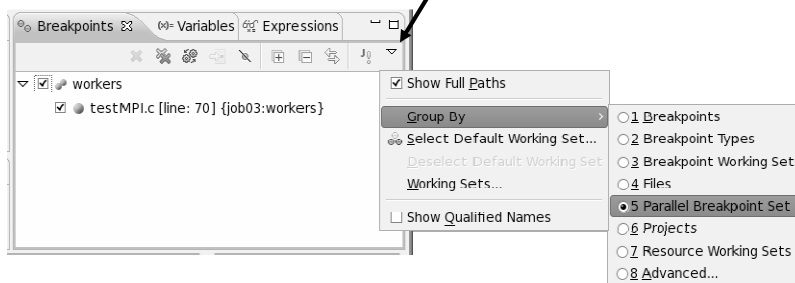 Breakpoints (x)= Variables Expressions
workers
testMPI.c [line: 70] {job03:workers}
Show Full Paths
Group By
Select Default Working Set...
Deselect Default Working Set
Working Sets...
Show Qualified Names
1 Breakpoints
2 Breakpoint Types
3 Breakpoint Working Set
4 Files
5 Parallel Breakpoint Set
6 Projects
7 Resource Working Sets
8 Advanced...